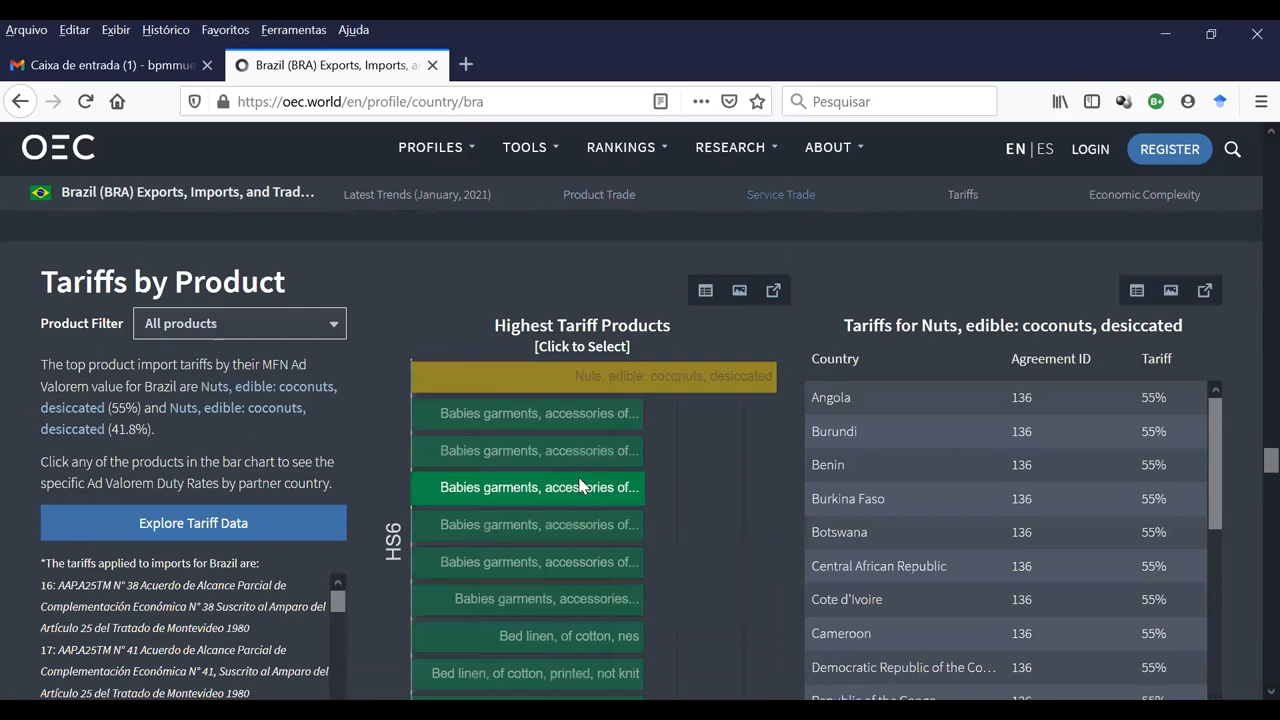 Arquivo Editar Exibir Histórico Favoritos Ferramentas Ajuda
Caixa de entrada (1) - bpmmue
Brazil (BRA) Exports, Imports, a
https://oec.world/en/profile/country/bra
Pesquisar
OEC
PROFILES TOOLS RANKINGS RESEARCH ABOUT
EN | ES LOGIN REGISTER
Brazil (BRA) Exports, Imports, and Trad... Latest Trends (January, 2021) Product Trade Service Trade Tariffs Economic Complexity
Tariffs by Product
Product Filter All products
The top product import tariffs by their MFN Ad
Valorem value for Brazil are Nuts, edible: coconuts,
desiccated (55%) and Nuts, edible: coconuts,
desiccated (41.8%).
Click any of the products in the bar chart to see the
specific Ad Valorem Duty Rates by partner country.
Explore Tariff Data
*The tariffs applied to imports for Brazil are:
16: AAP.A25TM N° 38 Acuerdo de Alcance Parcial de
Complementación Económica N° 38 Suscrito al Amparo del
Artículo 25 del Tratado de Montevideo 1980
17: AAP.A25TM N° 41 Acuerdo de Alcance Parcial de
Complementación Económica N° 41, Suscrito al Amparo del
Artículo 25 del Tratado de Montevideo 1980
Highest Tariff Products
[Click to Select]
HS6
Nuts, edible: coconuts, desiccated
Babies garments, accessories of...
Babies garments, accessories of...
Babies garments, accessories of...
Babies garments, accessories of...
Babies garments, accessories of...
Babies garments, accessories...
Bed linen, of cotton, nes
Bed linen, of cotton, printed, not knit
Tariffs for Nuts, edible: coconuts, desiccated
Country Agreement ID Tariff
Angola 136 55%
Burundi 136 55%
Benin 136 55%
Burkina Faso 136 55%
Botswana 136 55%
Central African Republic 136 55%
Cote d'Ivoire 136 55%
Cameroon 136 55%
Democratic Republic of the Co... 136 55%
Republic of the Congo 136 55%